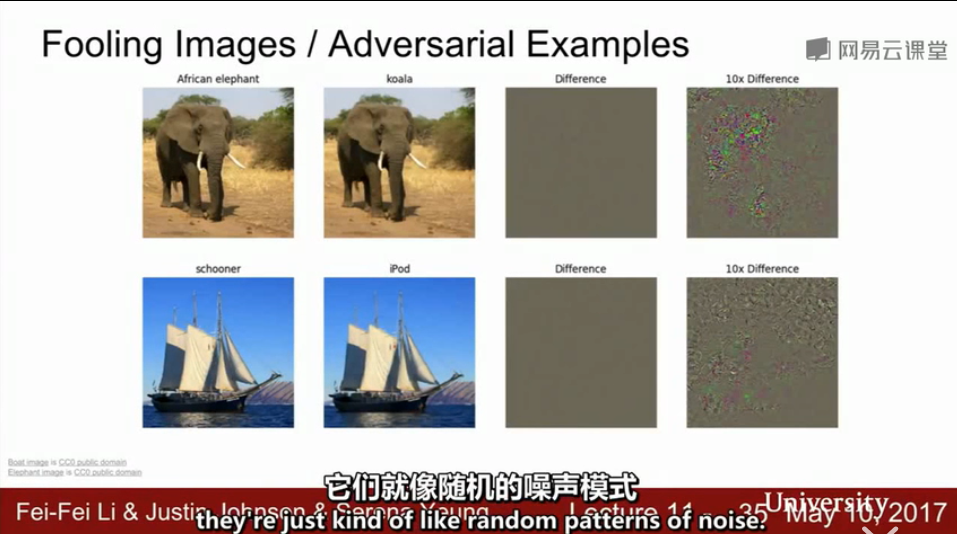 Fooling Images / Adversarial Examples
网易云课堂
African elephant
koala
Difference
10x Difference
schooner
iPod
Difference
10x Difference
Boat image is CC0 public domain
Elephant image is CC0 public domain
它们就像随机的噪声模式
Fei-Fei Li & Justin Johnson & Serena Yeung
Lecture 11 - 35
May 10, 2017
University
they're just kind of like random patterns of noise.